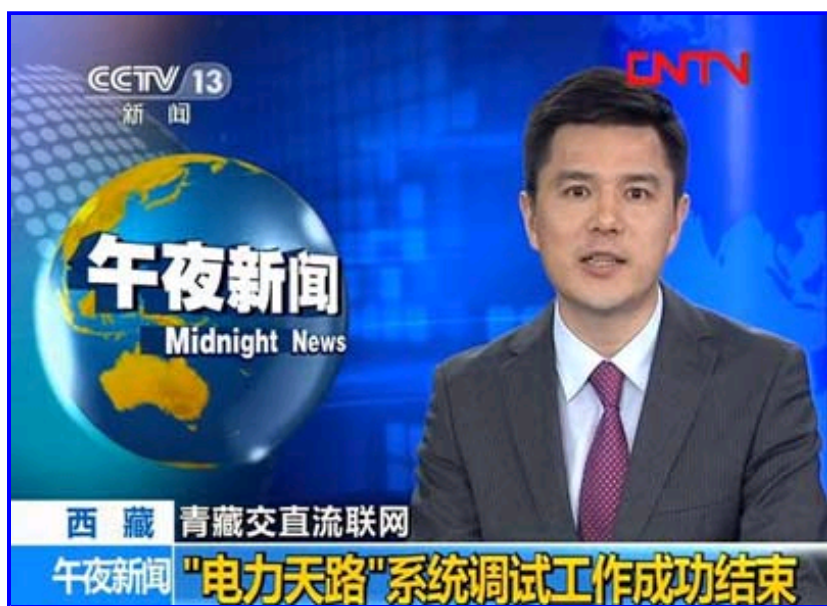 CCTV 13
新闻
CNTV
午夜新闻
Midnight News
西藏 青藏交直流联网
午夜新闻 "电力天路"系统调试工作成功结束